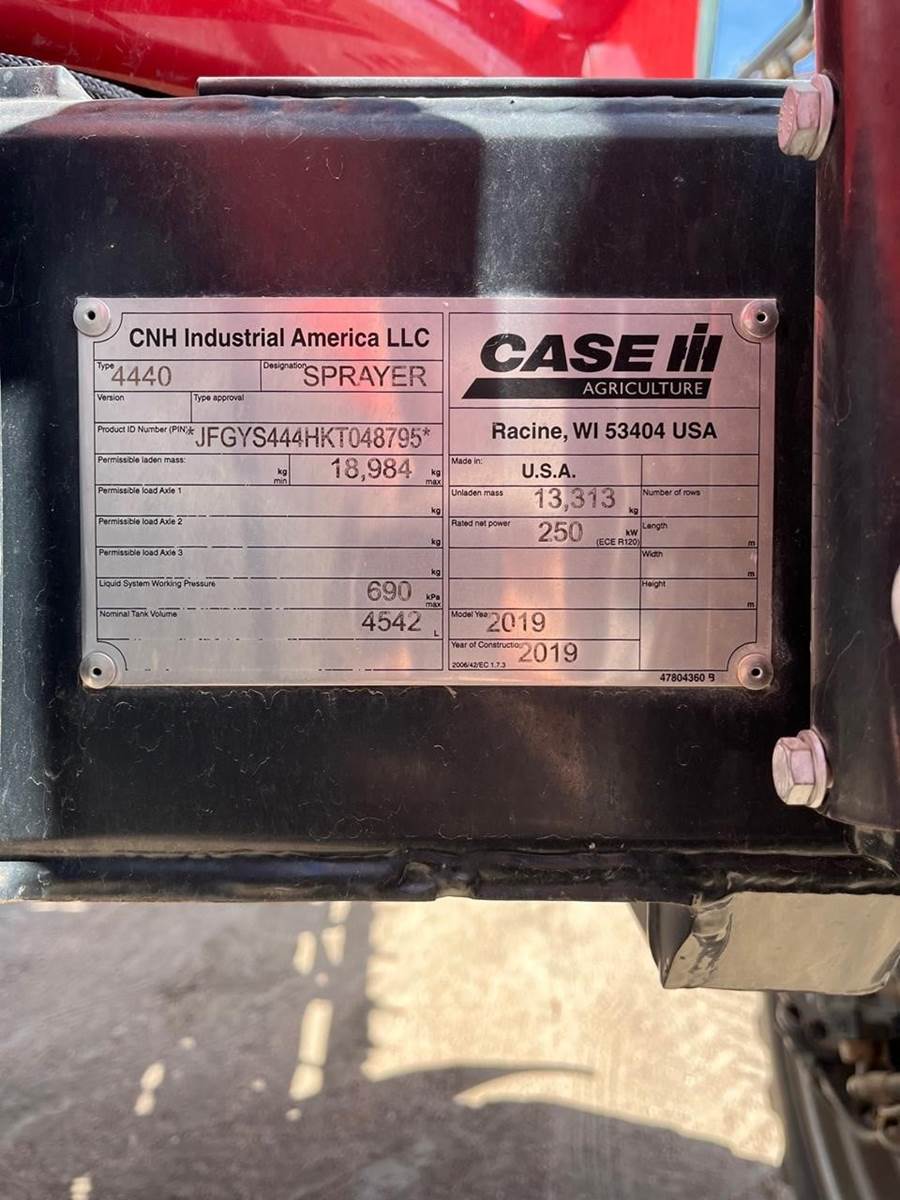 CNH Industrial America LLC
Type 4440 Designation SPRAYER
Version Type approval
Product ID Number (PIN) *JFGYS444HKT048795*
Permissible laden mass: kg min 18,984 kg max
Permissible load Axle 1 kg
Permissible load Axle 2 kg
Permissible load Axle 3 kg
Liquid System Working Pressure 690 kPa max
Nominal Tank Volume 4542 L
CASE IH
AGRICULTURE
Racine, WI 53404 USA
Made in: U.S.A.
Unladen mass 13,313 kg Number of rows
Rated net power 250 kW (ECE R120) Length m
Width m
Height m
Model Year 2019
Year of Construction 2019
2006/42/EC 1.7.3
47804360 B